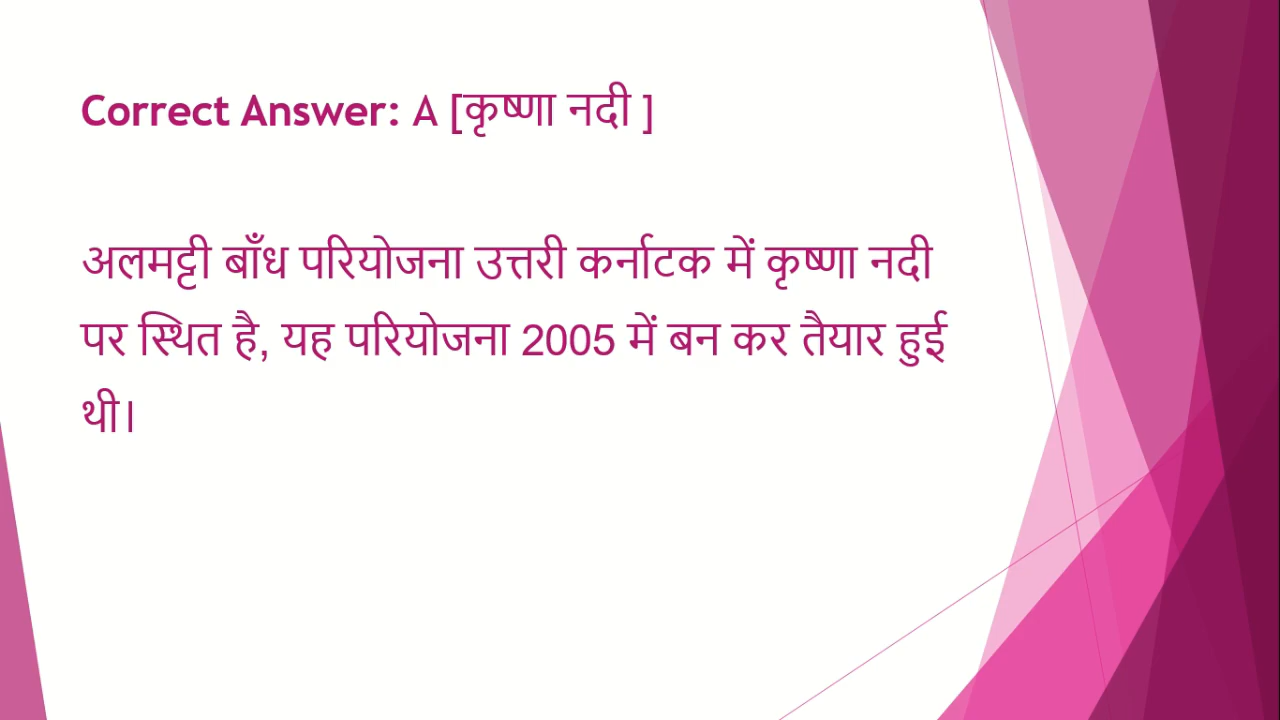 Correct Answer: A [कृष्णा नदी ]
अलमट्टी बाँध परियोजना उत्तरी कर्नाटक में कृष्णा नदी
पर स्थित है, यह परियोजना 2005 में बन कर तैयार हुई
थी।